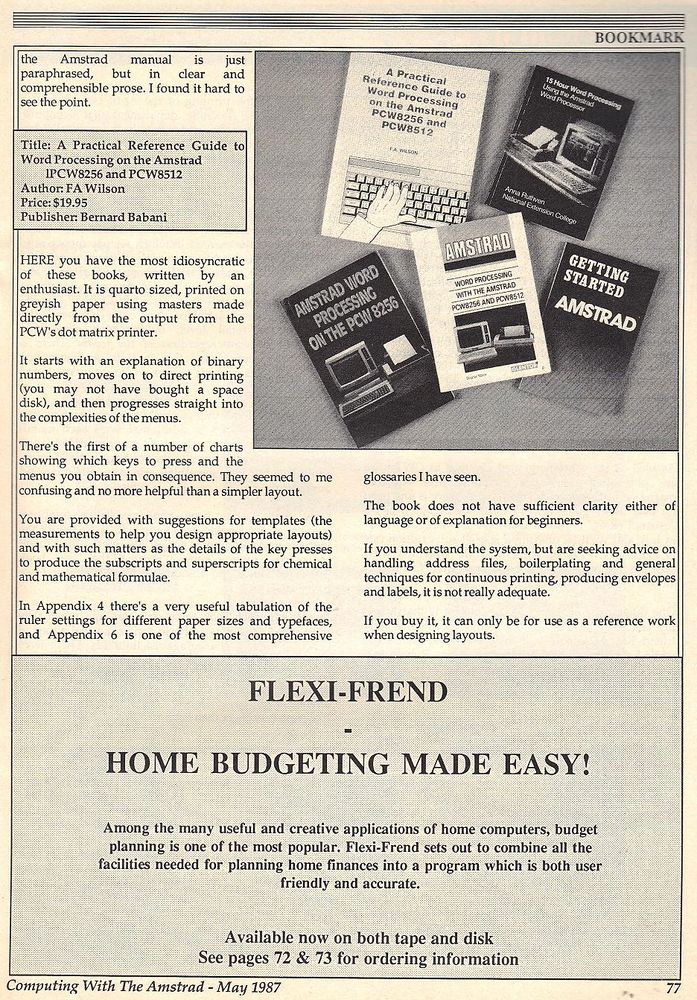 BOOKMARK
the Amstrad manual is just
paraphrased, but in clear and
comprehensible prose. I found it hard to
see the point.
Title: A Practical Reference Guide to
Word Processing on the Amstrad
IPCW8256 and PCW8512
Author: FA Wilson
Price: $19.95
Publisher: Bernard Babani
HERE you have the most idiosyncratic
of these books, written by an
enthusiast. It is quarto sized, printed on
greyish paper using masters made
directly from the output from the
PCW's dot matrix printer.
It starts with an explanation of binary
numbers, moves on to direct printing
(you may not have bought a space
disk), and then progresses straight into
the complexities of the menus.
There's the first of a number of charts
showing which keys to press and the
menus you obtain in consequence. They seemed to me
confusing and no more helpful than a simpler layout.
You are provided with suggestions for templates (the
measurements to help you design appropriate layouts)
and with such matters as the details of the key presses
to produce the subscripts and superscripts for chemical
and mathematical formulae.
In Appendix 4 there's a very useful tabulation of the
ruler settings for different paper sizes and typefaces,
and Appendix 6 is one of the most comprehensive
A Practical
Reference Guide to
Word Processing
on the Amstrad
PCW8256 and
PCW8512
F.A. WILSON
15 Hour Word Processing
Using the Amstrad
Word Processor
Anna Ruthven
National Extension College
AMSTRAD WORD
PROCESSING
ON THE PCW 8256
AMSTRAD
WORD PROCESSING
WITH THE AMSTRAD
PCW8256 AND PCW8512
GETTING
STARTED
AMSTRAD
glossaries I have seen.
The book does not have sufficient clarity either of
language or of explanation for beginners.
If you understand the system, but are seeking advice on
handling address files, boilerplating and general
techniques for continuous printing, producing envelopes
and labels, it is not really adequate.
If you buy it, it can only be for use as a reference work
when designing layouts.
FLEXI-FREND
-
HOME BUDGETING MADE EASY!
Among the many useful and creative applications of home computers, budget
planning is one of the most popular. Flexi-Frend sets out to combine all the
facilities needed for planning home finances into a program which is both user
friendly and accurate.
Available now on both tape and disk
See pages 72 & 73 for ordering information
Computing With The Amstrad - May 1987
77